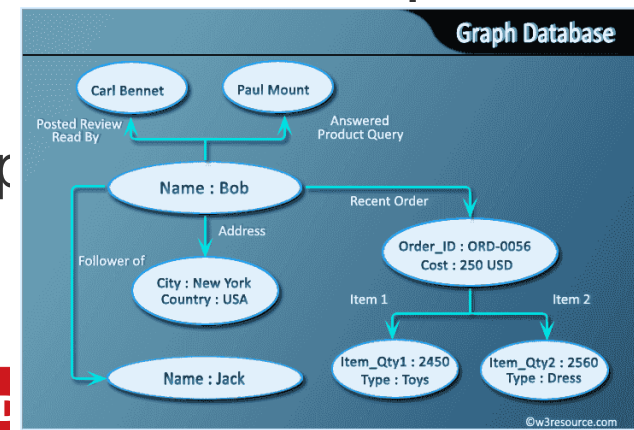 Graph Database
Carl Bennet
Paul Mount
Posted Review
Read By
Answered
Product Query
Name : Bob
Recent Order
Address
Follower of
Order_ID : ORD-0056
Cost : 250 USD
City : New York
Country : USA
Item 1
Item 2
Name : Jack
Item_Qty1 : 2450
Type : Toys
Item_Qty2 : 2560
Type : Dress
©w3resource.com